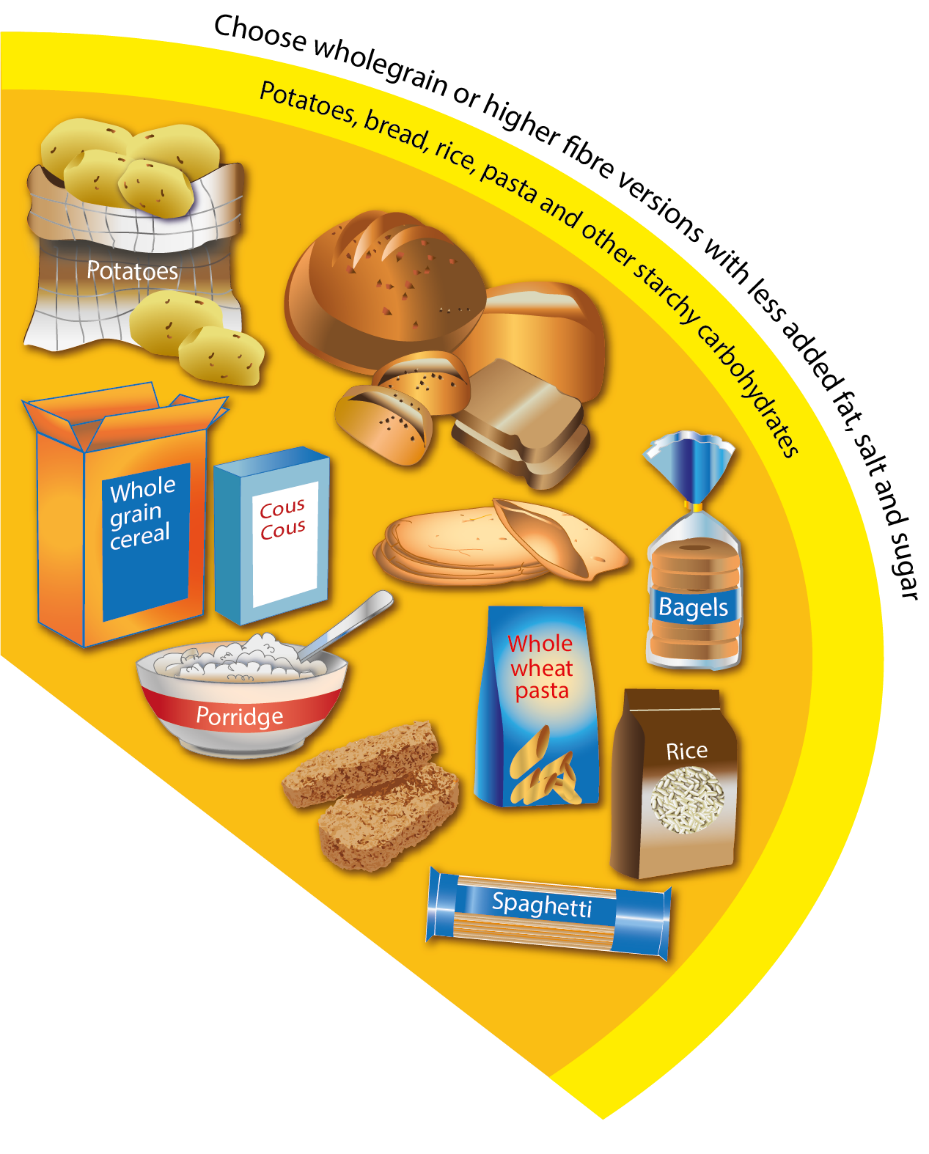 Choose wholegrain or higher fibre versions with less added fat, salt and sugar
Potatoes, bread, rice, pasta and other starchy carbohydrates
Potatoes
Whole
grain
cereal
Cous
Cous
Bagels
Whole
wheat
pasta
Porridge
Rice
Spaghetti